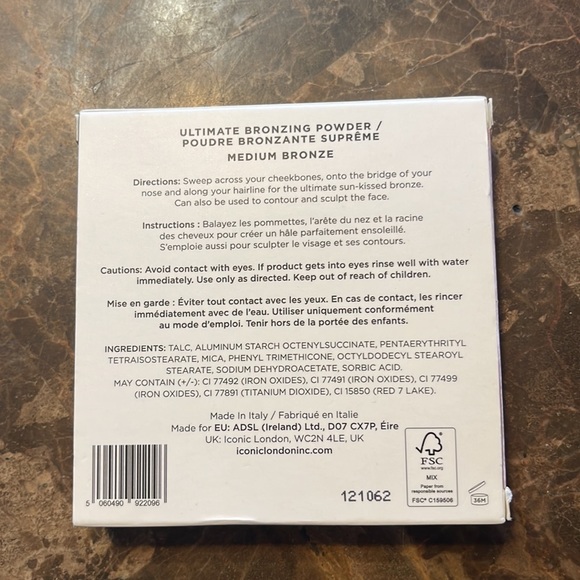 ULTIMATE BRONZING POWDER /
POUDRE BRONZANTE SUPRÊME
MEDIUM BRONZE
Directions: Sweep across your cheekbones, onto the bridge of your
nose and along your hairline for the ultimate sun-kissed bronze.
Can also be used to contour and sculpt the face.
Instructions : Balayez les pommettes, l'arête du nez et la racine
des cheveux pour créer un hâle parfaitement ensoleillé.
S'emploie aussi pour sculpter le visage et ses contours.
Cautions: Avoid contact with eyes. If product gets into eyes rinse well with water
immediately. Use only as directed. Keep out of reach of children.
Mise en garde : Éviter tout contact avec les yeux. En cas de contact, les rincer
immédiatement avec de l'eau. Utiliser uniquement conformément
au mode d'emploi. Tenir hors de la portée des enfants.
INGREDIENTS: TALC, ALUMINUM STARCH OCTENYLSUCCINATE, PENTAERYTHRITYL
TETRAISOSTEARATE, MICA, PHENYL TRIMETHICONE, OCTYLDODECYL STEAROYL
STEARATE, SODIUM DEHYDROACETATE, SORBIC ACID.
MAY CONTAIN (+/-): CI 77492 (IRON OXIDES), CI 77491 (IRON OXIDES), CI 77499
(IRON OXIDES), CI 77891 (TITANIUM DIOXIDE), CI 15850 (RED 7 LAKE).
Made in Italy / Fabriqué en Italie
Made for EU: ADSL (Ireland) Ltd., D07 CX7P, Éire
UK: Iconic London, WC2N 4LE, UK
iconiclondoninc.com
5 060490 922096
121062
FSC
www.fsc.org
MIX
Paper from
responsible sources
FSC® C159506
36M